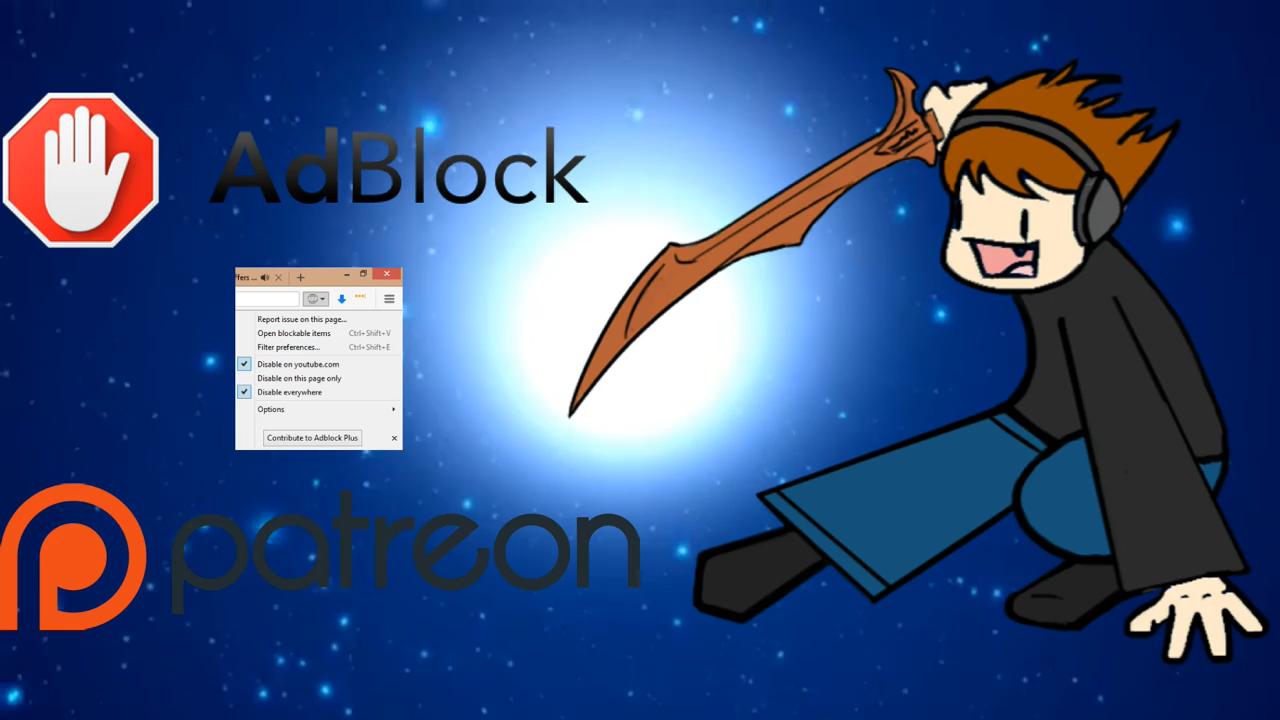 AdBlock
ffers ...
Report issue on this page...
Open blockable items Ctrl+Shift+V
Filter preferences... Ctrl+Shift+E
Disable on youtube.com
Disable on this page only
Disable everywhere
Options
Contribute to Adblock Plus
patreon